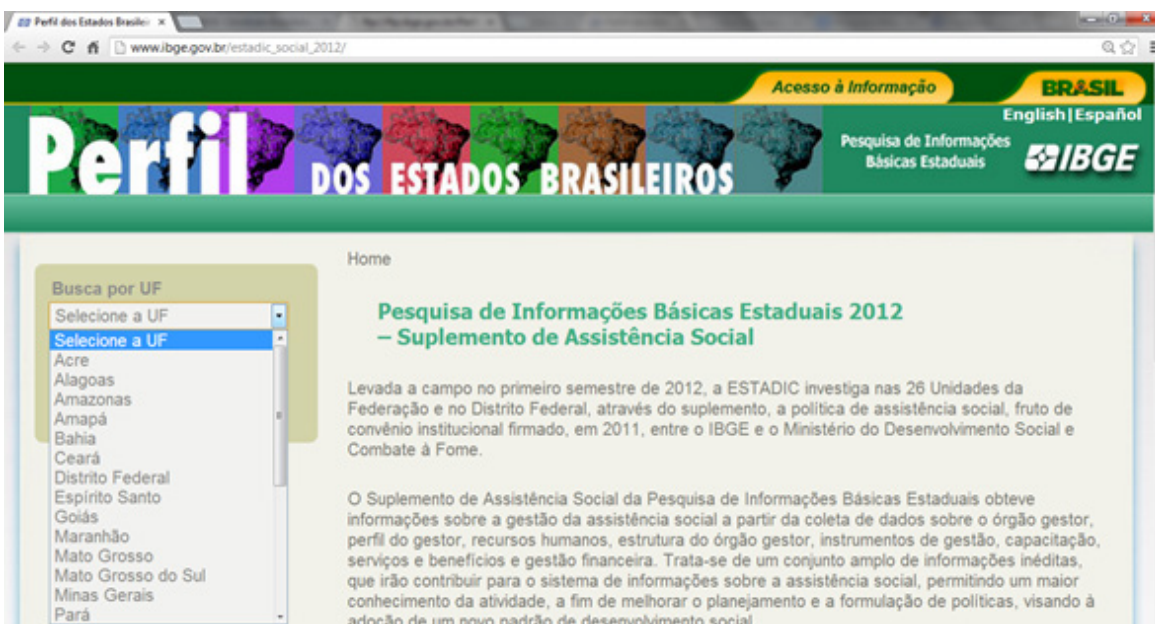 Perfil dos Estados Brasilei
www.ibge.gov.br/estadic_social_2012/
Acesso à Informação
BRASIL
English|Español
Perfil DOS ESTADOS BRASILEIROS
Pesquisa de Informações
Básicas Estaduais
IBGE
Home
Busca por UF
Selecione a UF
Selecione a UF
Acre
Alagoas
Amazonas
Amapá
Bahia
Ceará
Distrito Federal
Espírito Santo
Goiás
Maranhão
Mato Grosso
Mato Grosso do Sul
Minas Gerais
Pará
Pesquisa de Informações Básicas Estaduais 2012
– Suplemento de Assistência Social
Levada a campo no primeiro semestre de 2012, a ESTADIC investiga nas 26 Unidades da
Federação e no Distrito Federal, através do suplemento, a política de assistência social, fruto de
convênio institucional firmado, em 2011, entre o IBGE e o Ministério do Desenvolvimento Social e
Combate à Fome.
O Suplemento de Assistência Social da Pesquisa de Informações Básicas Estaduais obteve
informações sobre a gestão da assistência social a partir da coleta de dados sobre o órgão gestor,
perfil do gestor, recursos humanos, estrutura do órgão gestor, instrumentos de gestão, capacitação,
serviços e benefícios e gestão financeira. Trata-se de um conjunto amplo de informações inéditas,
que irão contribuir para o sistema de informações sobre a assistência social, permitindo um maior
conhecimento da atividade, a fim de melhorar o planejamento e a formulação de políticas, visando à
adoção de um novo padrão de desenvolvimento social.